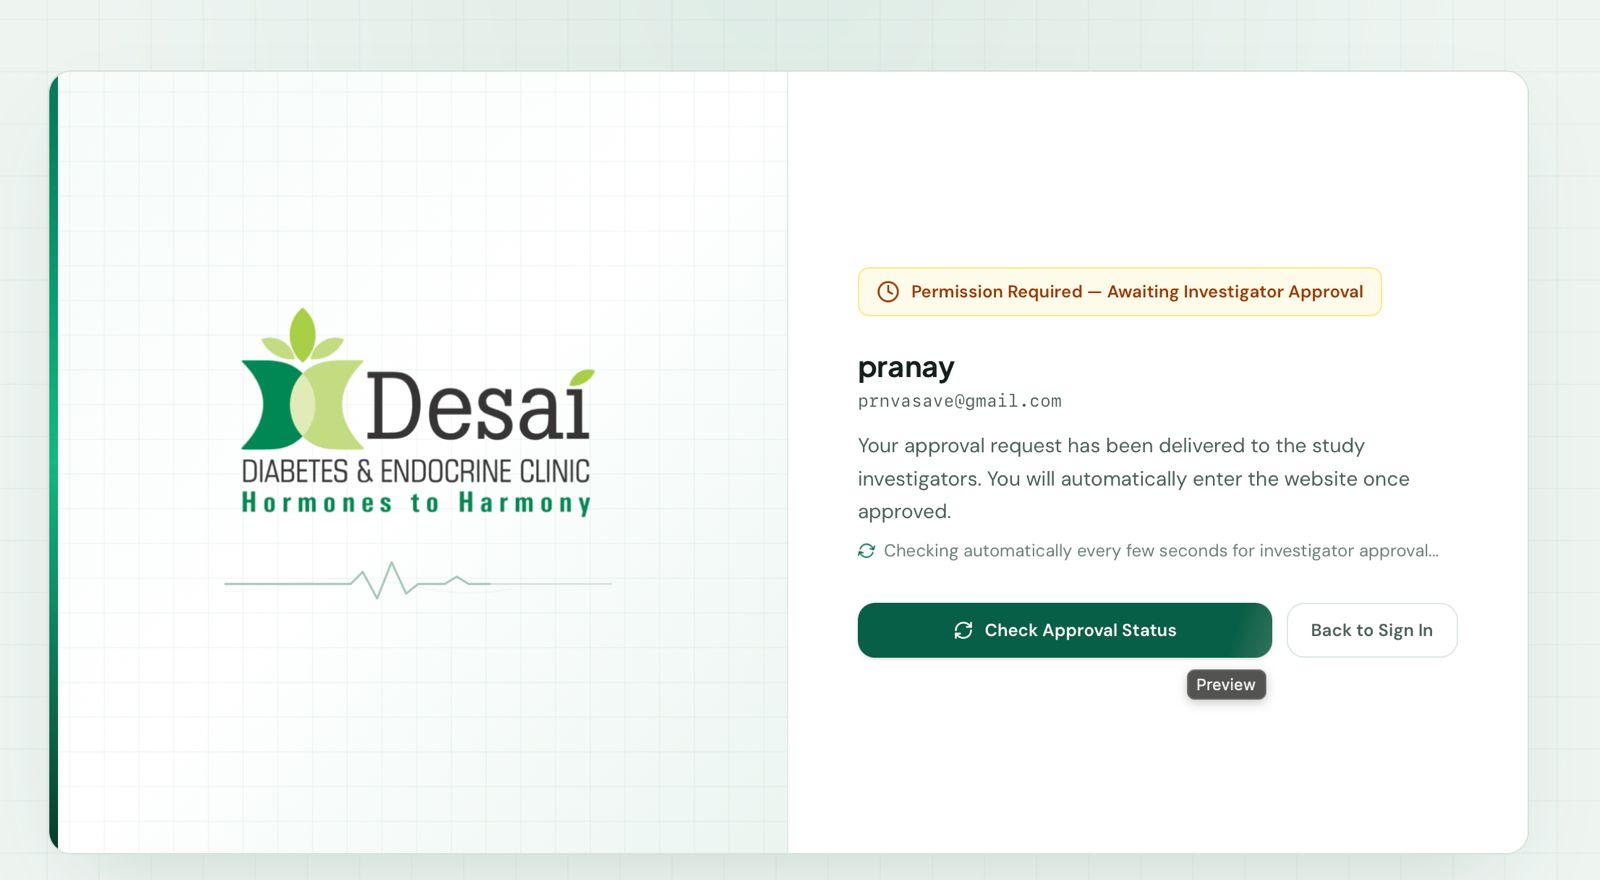 Desai
DIABETES & ENDOCRINE CLINIC
Hormones to Harmony
Permission Required — Awaiting Investigator Approval
pranay
prnvasave@gmail.com
Your approval request has been delivered to the study
investigators. You will automatically enter the website once
approved.
Checking automatically every few seconds for investigator approval...
Check Approval Status
Back to Sign In
Preview